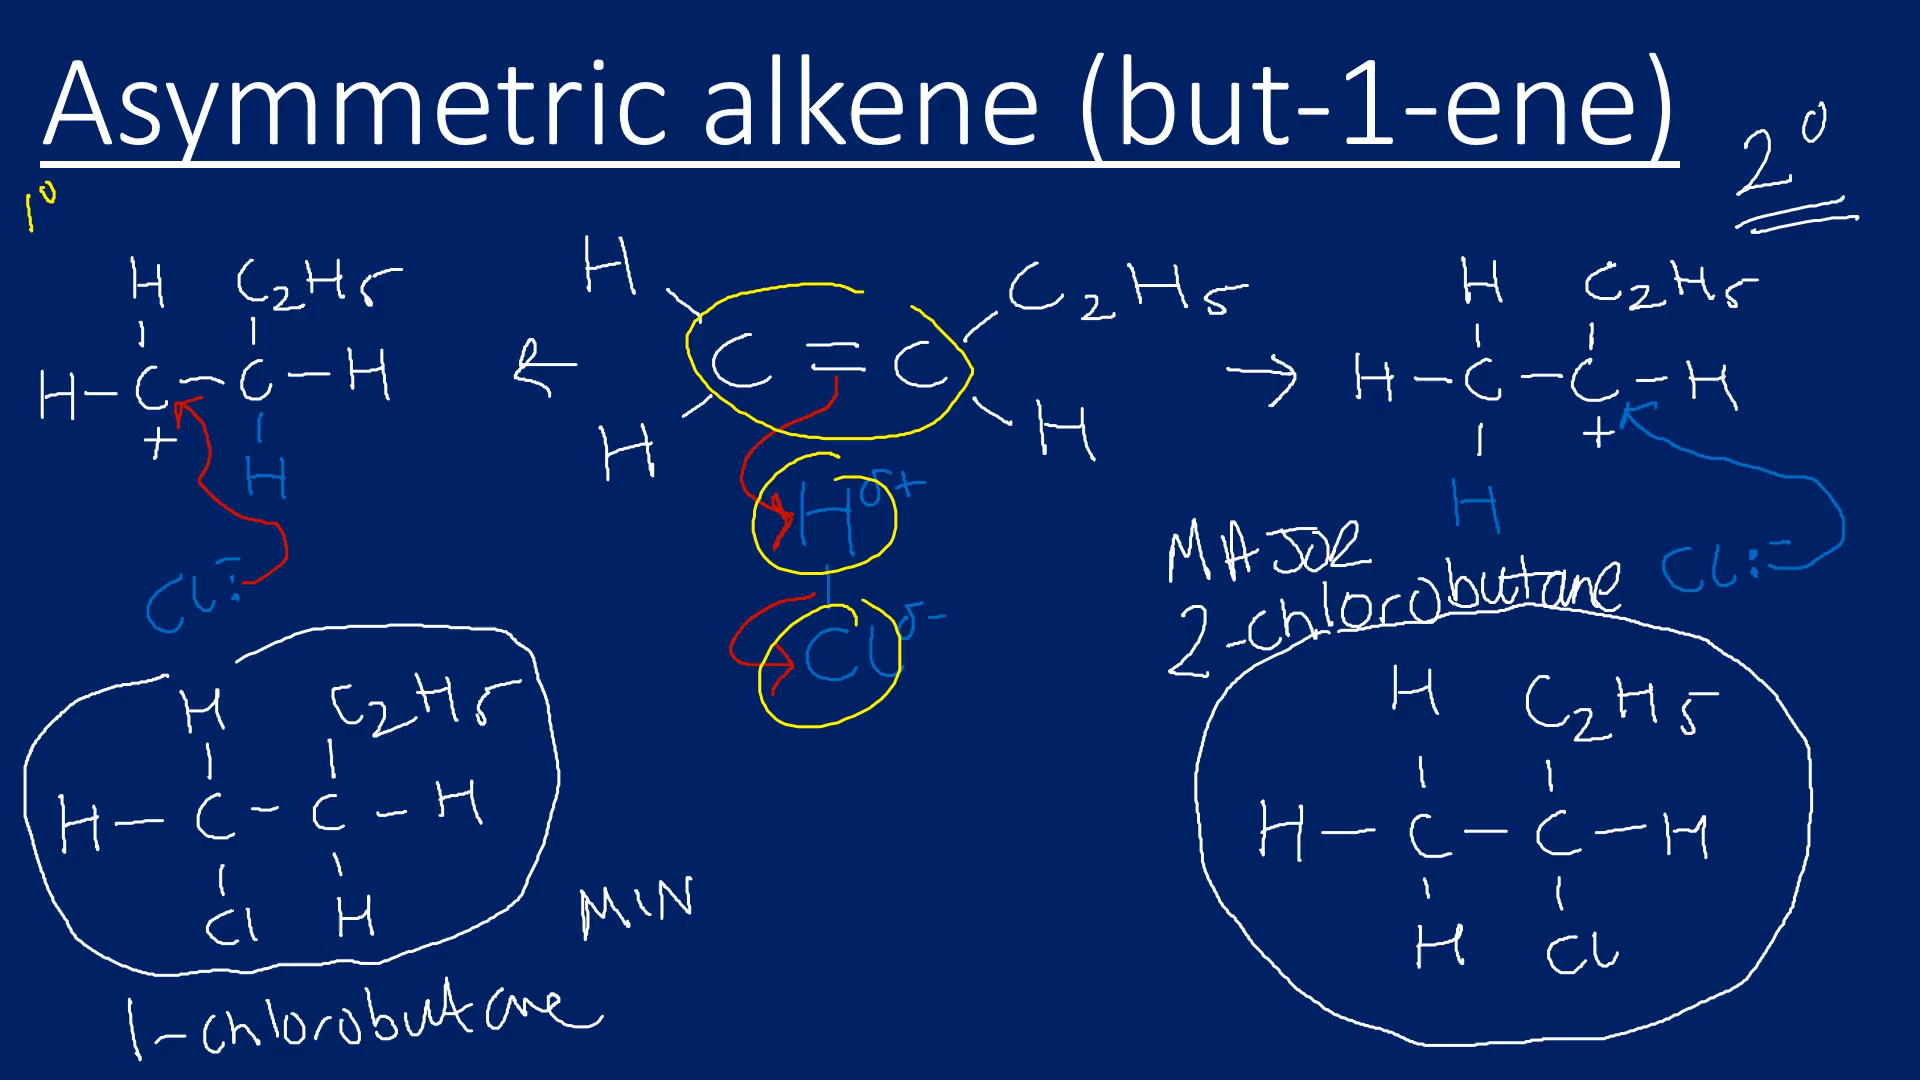 Asymmetric alkene (but-1-ene)
2°
1°
H C2H5
H-C-C-H
+
H
Cl:-
H C2H5
C=C
H H
Hδ+
Clδ-
H C2H5
H-C-C-H
+
H
Cl:-
MAJOR
2-chlorobutane
H C2H5
H-C-C-H
Cl H
MIN
1-chlorobutane
H C2H5
H-C-C-H
H Cl